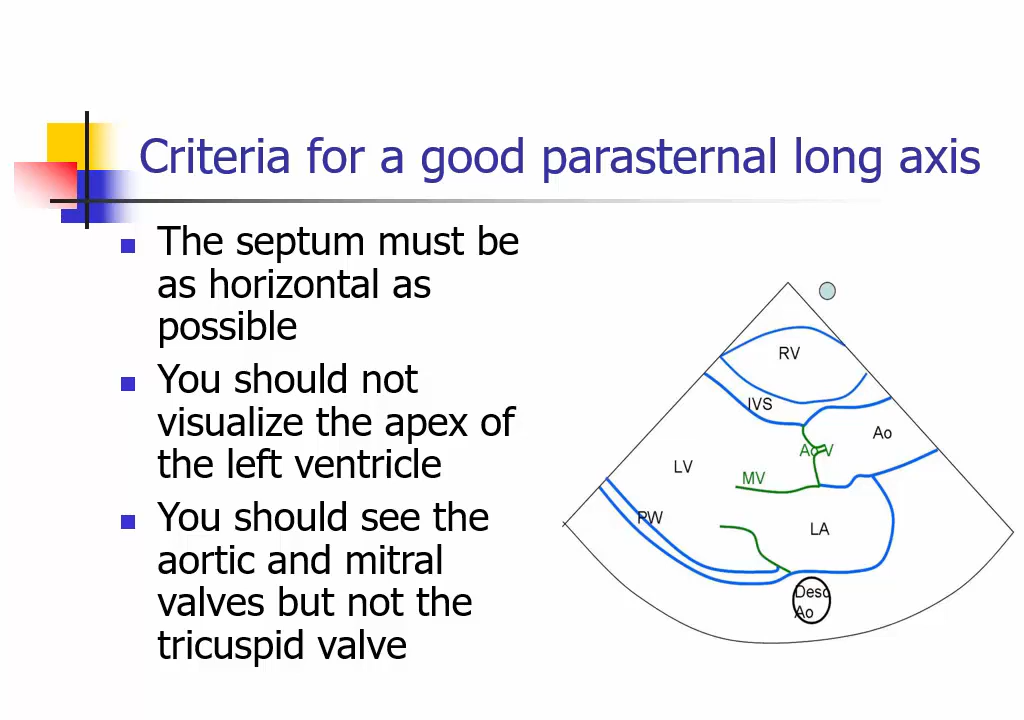 Criteria for a good parasternal long axis
The septum must be
as horizontal as
possible
You should not
visualize the apex of
the left ventricle
You should see the
aortic and mitral
valves but not the
tricuspid valve
RV
IVS
Ao
Ao V
LV
MV
PW
LA
Desc
Ao